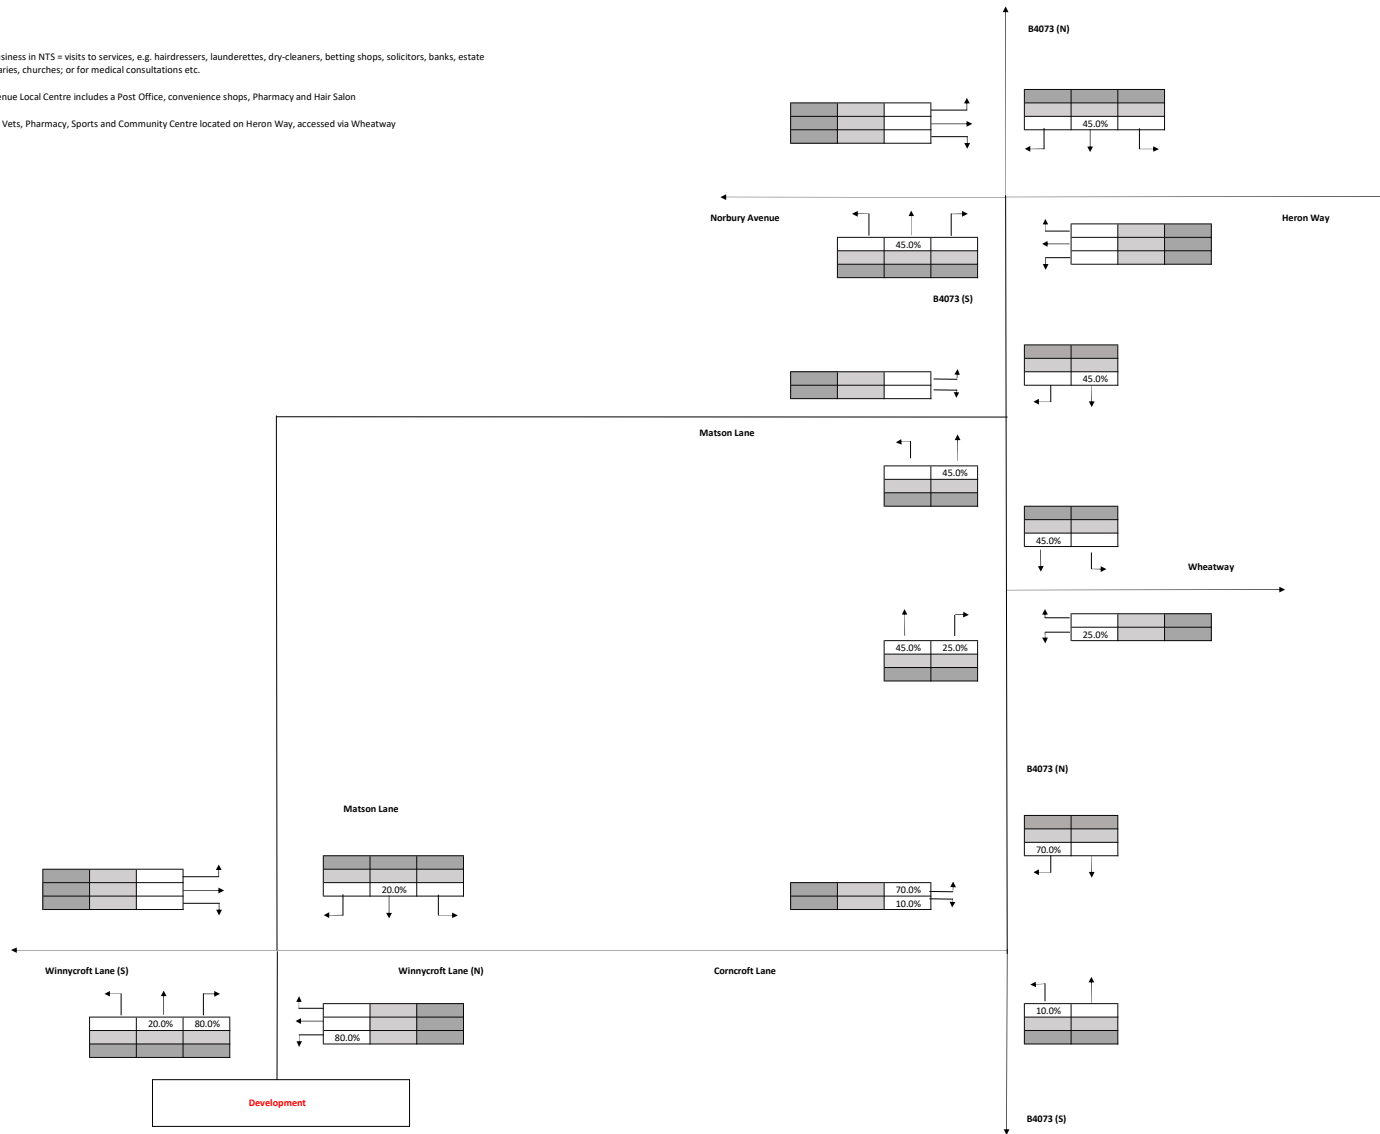 B4073 (N)
siness in NTS = visits to services, e.g. hairdressers, launderettes, dry-cleaners, betting shops, solicitors, banks, estate
aries, churches; or for medical consultations etc.
enue Local Centre includes a Post Office, convenience shops, Pharmacy and Hair Salon
Vets, Pharmacy, Sports and Community Centre located on Heron Way, accessed via Wheatway
45.0%
Norbury Avenue
Heron Way
45.0%
B4073 (S)
45.0%
Matson Lane
45.0%
45.0%
Wheatway
25.0%
45.0% 25.0%
B4073 (N)
Matson Lane
70.0%
20.0%
70.0%
10.0%
Winnycroft Lane (S)
Winnycroft Lane (N)
Corncroft Lane
10.0%
20.0% 80.0%
80.0%
Development
B4073 (S)